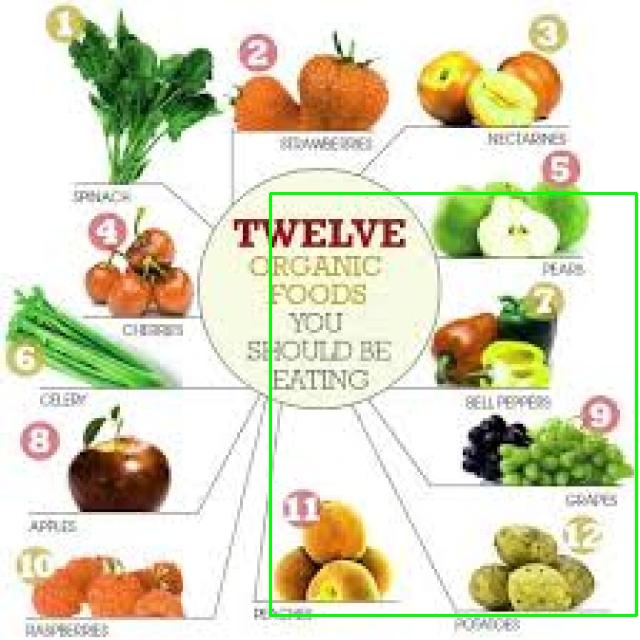 1
SPINACH
2
STRAWBERRIES
3
NECTARINES
4
CHERRIES
5
PEARS
TWELVE
ORGANIC
FOODS
YOU
SHOULD BE
EATING
6
CELERY
7
BELL PEPPERS
8
APPLES
9
GRAPES
10
RASPBERRIES
11
PEACHES
12
POTATOES